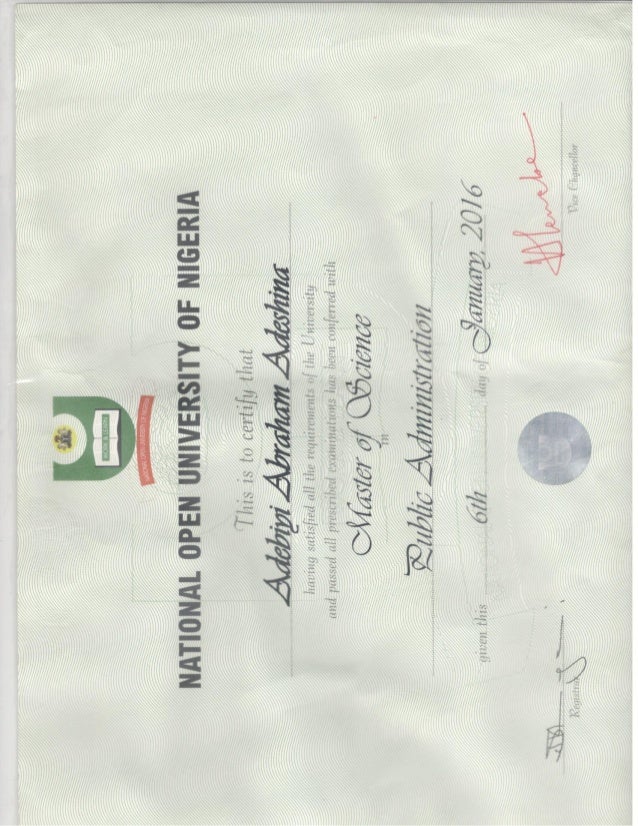 WORK & LEARN
NATIONAL OPEN UNIVERSITY OF NIGERIA
This is to certify that
Adebiyi Abraham Adeshina
having satisfied all the requirements of the University
and passed all prescribed examinations has been conferred with
Master of Science
in
Public Administration
given this 6th day of January, 2016
Registrar
Vice Chancellor